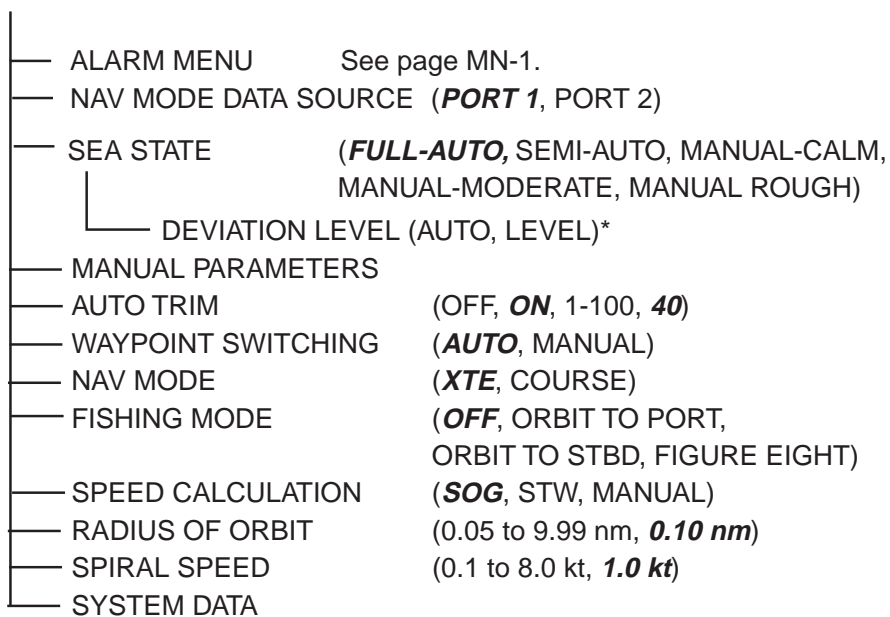 ALARM MENU See page MN-1.
NAV MODE DATA SOURCE (PORT 1, PORT 2)
SEA STATE (FULL-AUTO, SEMI-AUTO, MANUAL-CALM,
MANUAL-MODERATE, MANUAL ROUGH)
DEVIATION LEVEL (AUTO, LEVEL)*
MANUAL PARAMETERS
AUTO TRIM (OFF, ON, 1-100, 40)
WAYPOINT SWITCHING (AUTO, MANUAL)
NAV MODE (XTE, COURSE)
FISHING MODE (OFF, ORBIT TO PORT,
ORBIT TO STBD, FIGURE EIGHT)
SPEED CALCULATION (SOG, STW, MANUAL)
RADIUS OF ORBIT (0.05 to 9.99 nm, 0.10 nm)
SPIRAL SPEED (0.1 to 8.0 kt, 1.0 kt)
SYSTEM DATA